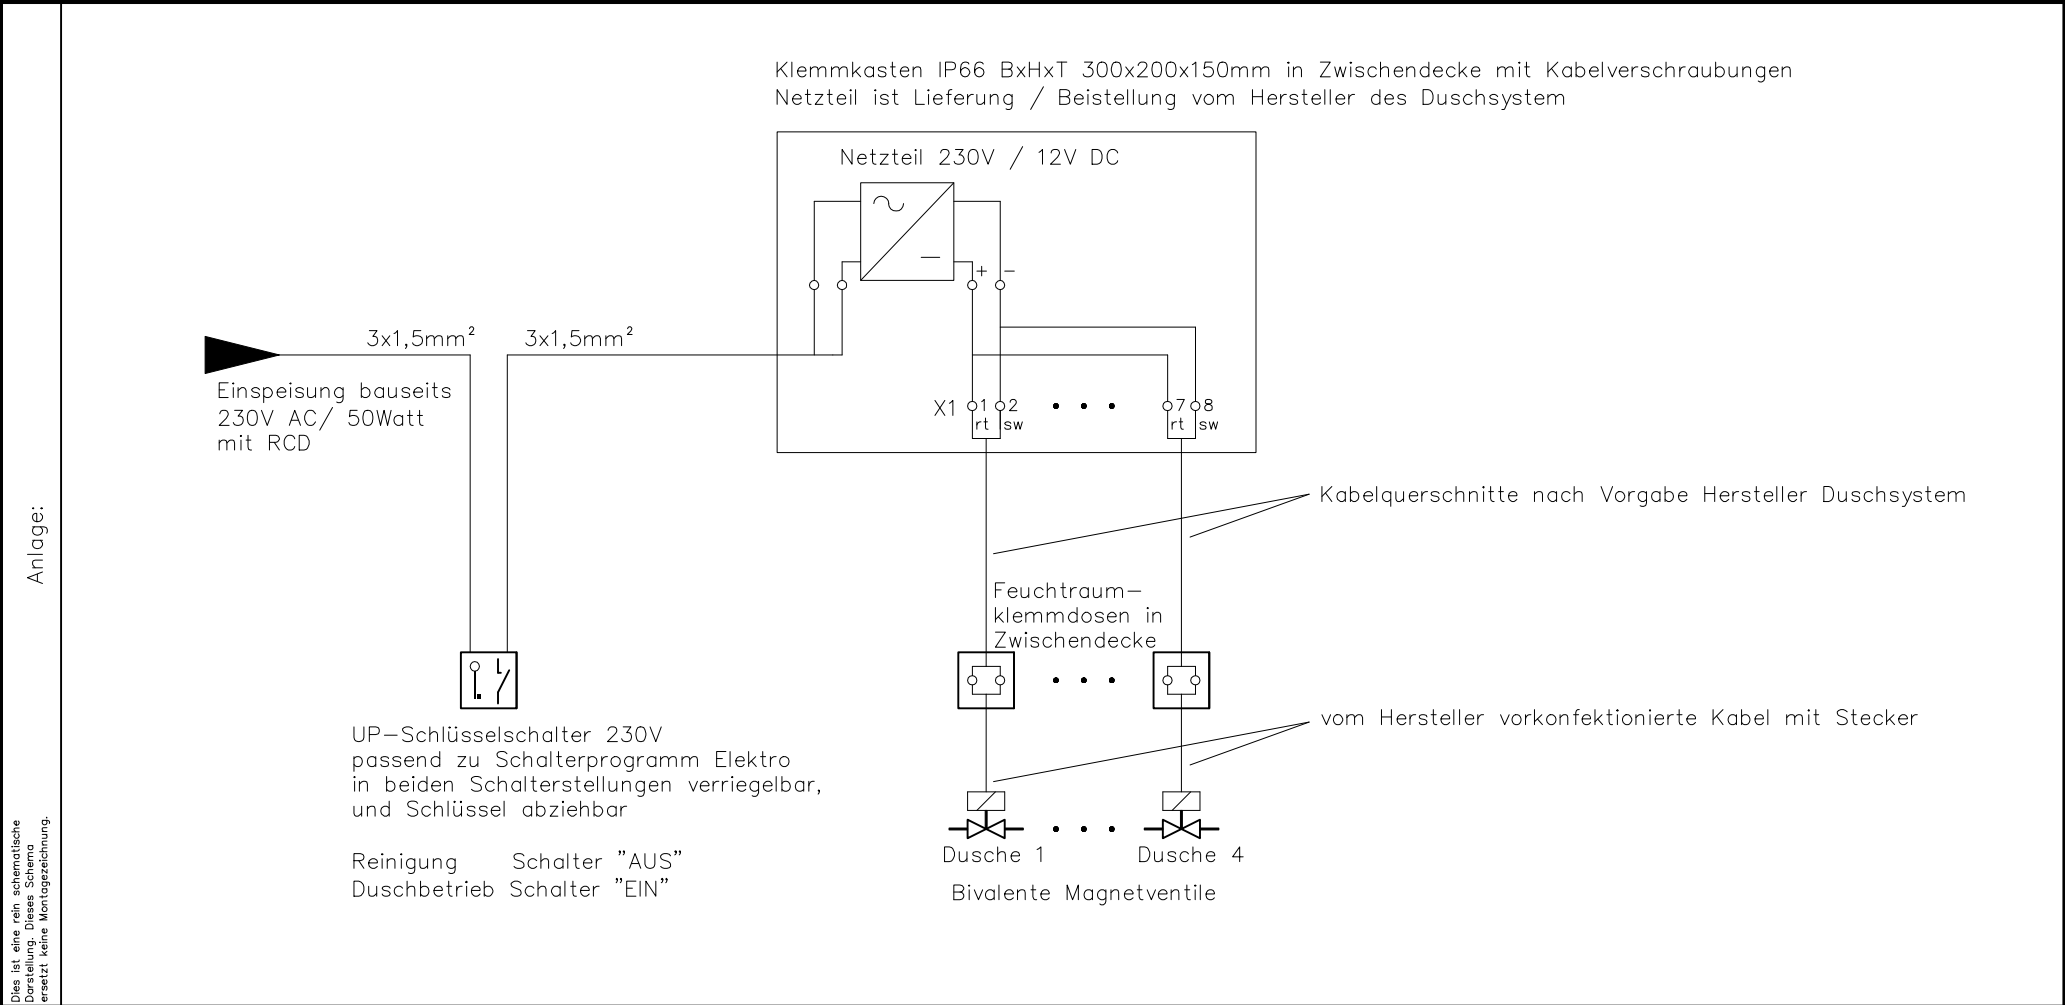 Klemmkasten IP66 BxHxT 300x200x150mm in Zwischendecke mit Kabelverschraubungen
Netzteil ist Lieferung / Beistellung vom Hersteller des Duschsystem
Netzteil 230V / 12V DC
+ −
3x1,5mm²
3x1,5mm²
Einspeisung bauseits
230V AC/ 50Watt
mit RCD
X1 1 2 • • • 7 8
rt sw rt sw
Kabelquerschnitte nach Vorgabe Hersteller Duschsystem
Feuchtraum−
klemmdosen in
Zwischendecke
UP−Schlüsselschalter 230V
passend zu Schalterprogramm Elektro
in beiden Schalterstellungen verriegelbar,
und Schlüssel abziehbar
Reinigung Schalter "AUS"
Duschbetrieb Schalter "EIN"
vom Hersteller vorkonfektionierte Kabel mit Stecker
Dusche 1
Dusche 4
Bivalente Magnetventile
Anlage:
Dies ist eine rein schematische
Darstellung. Dieses Schema
ersetzt keine Montagezeichnung.